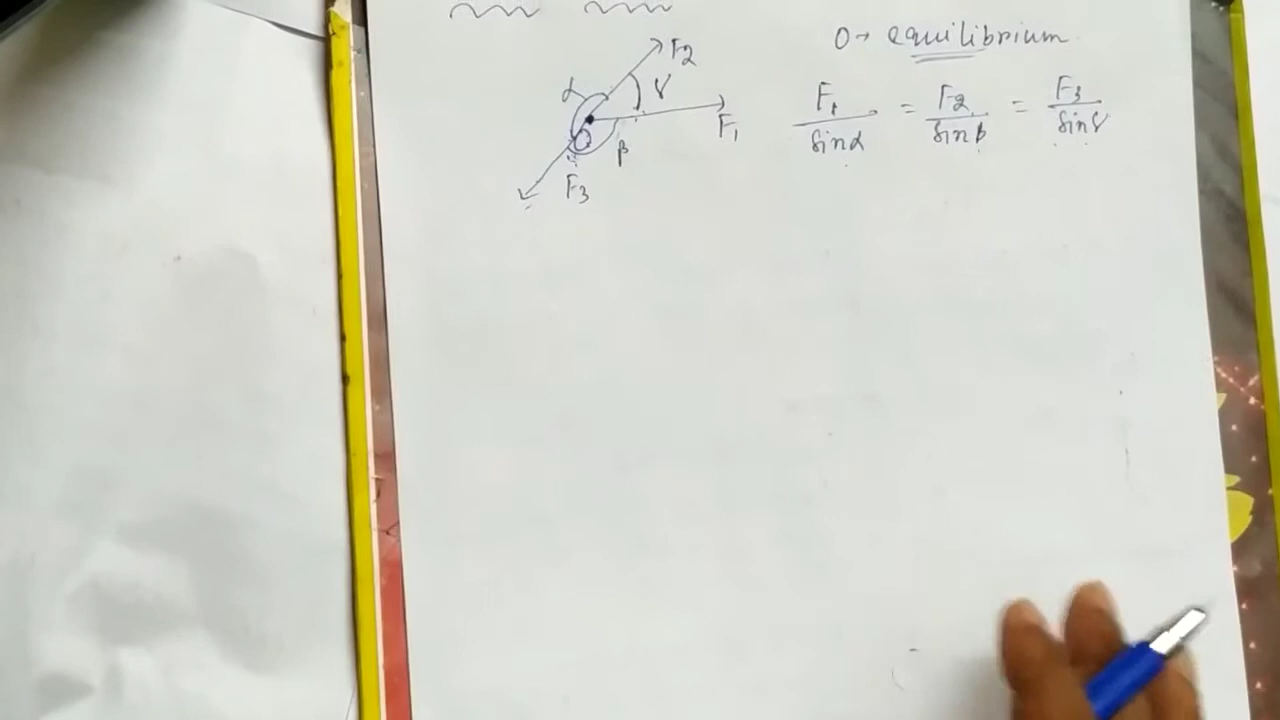 O→ equilibrium
F₂
α
γ
F₁/sinα = F₂/sinβ = F₃/sinγ
F₁
β
F₃